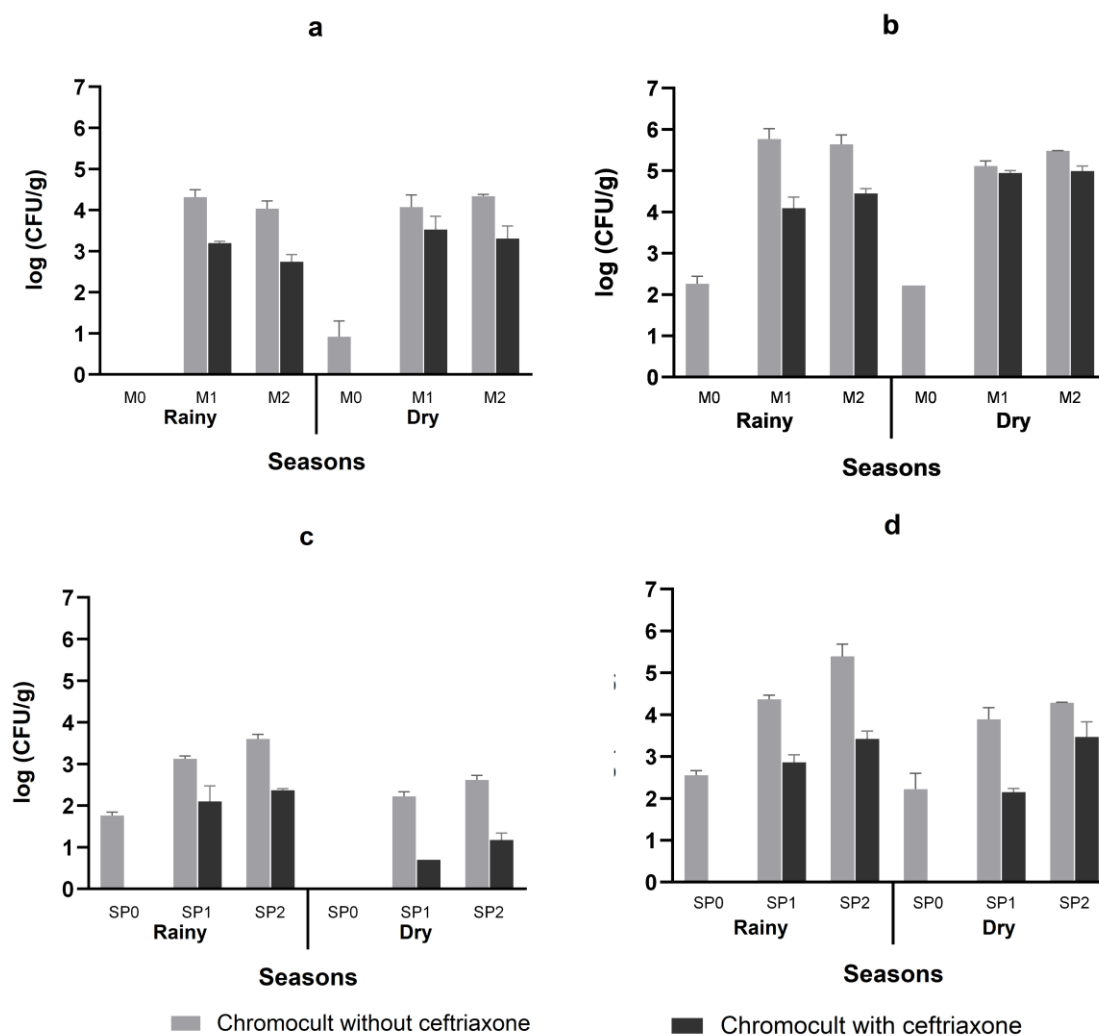 a
7
6
5
4
3
2
1
0
log (CFU/g)
M0 M1 M2 M0 M1 M2
Rainy Dry
Seasons
b
7
6
5
4
3
2
1
0
log (CFU/g)
M0 M1 M2 M0 M1 M2
Rainy Dry
Seasons
c
7
6
5
4
3
2
1
0
log (CFU/g)
SP0 SP1 SP2 SP0 SP1 SP2
Rainy Dry
Seasons
d
7
6
5
4
3
2
1
0
SP0 SP1 SP2 SP0 SP1 SP2
Rainy Dry
Seasons
Chromocult without ceftriaxone
Chromocult with ceftriaxone